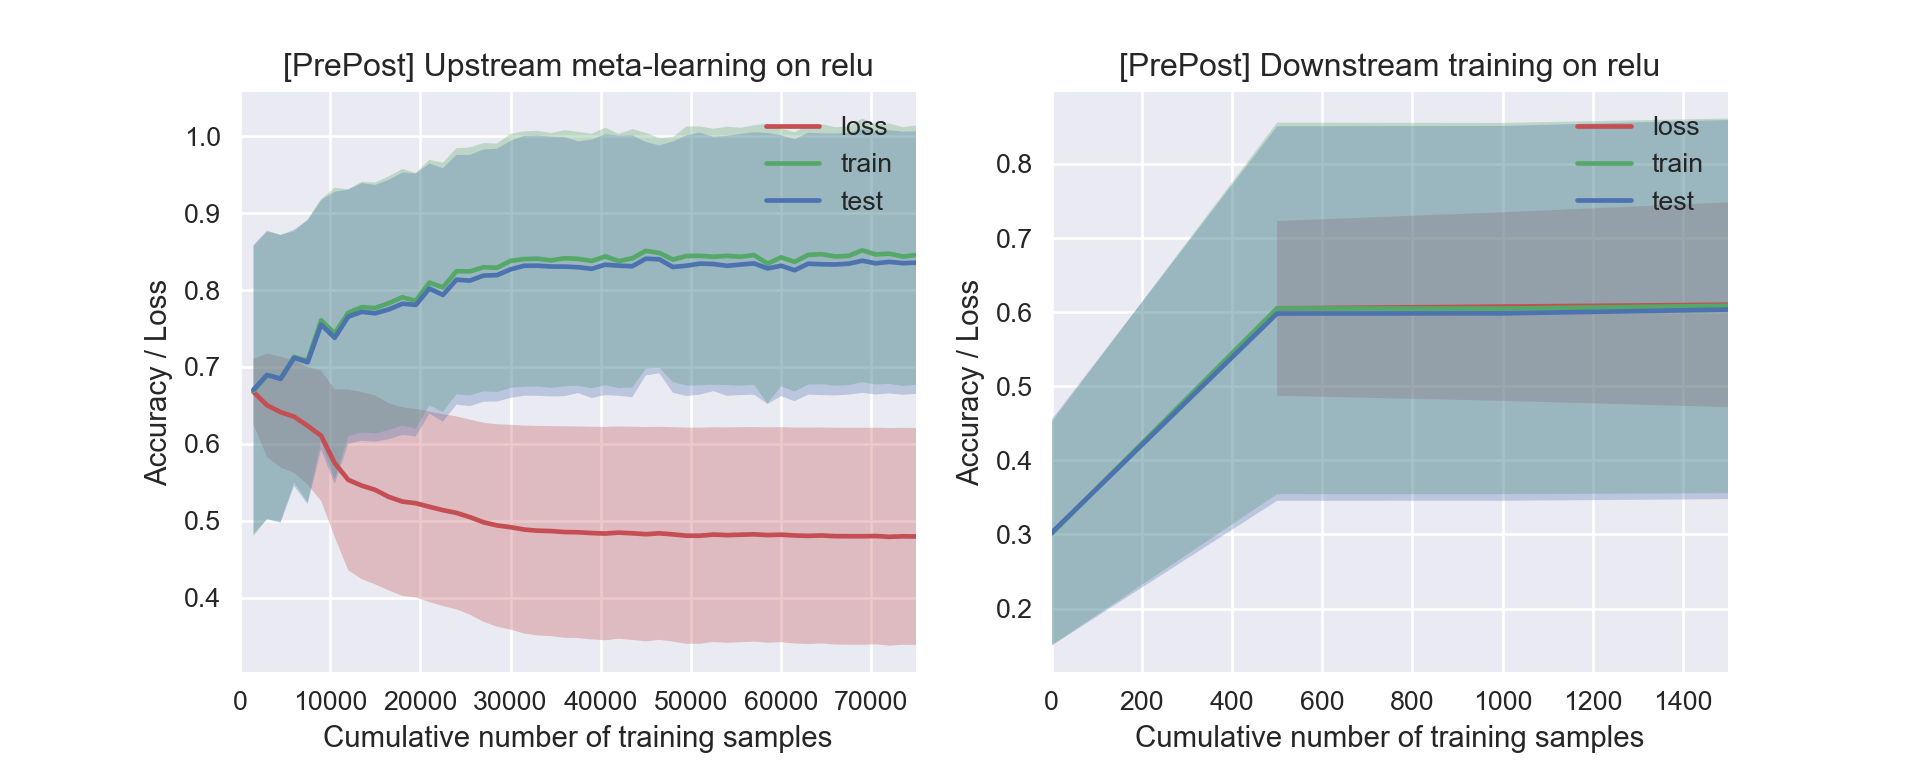 [PrePost] Upstream meta-learning on relu
Accuracy / Loss
1.0
0.9
0.8
0.7
0.6
0.5
0.4
loss
train
test
0 10000 20000 30000 40000 50000 60000 70000
Cumulative number of training samples
[PrePost] Downstream training on relu
Accuracy / Loss
0.8
0.7
0.6
0.5
0.4
0.3
0.2
loss
train
test
0 200 400 600 800 1000 1200 1400
Cumulative number of training samples